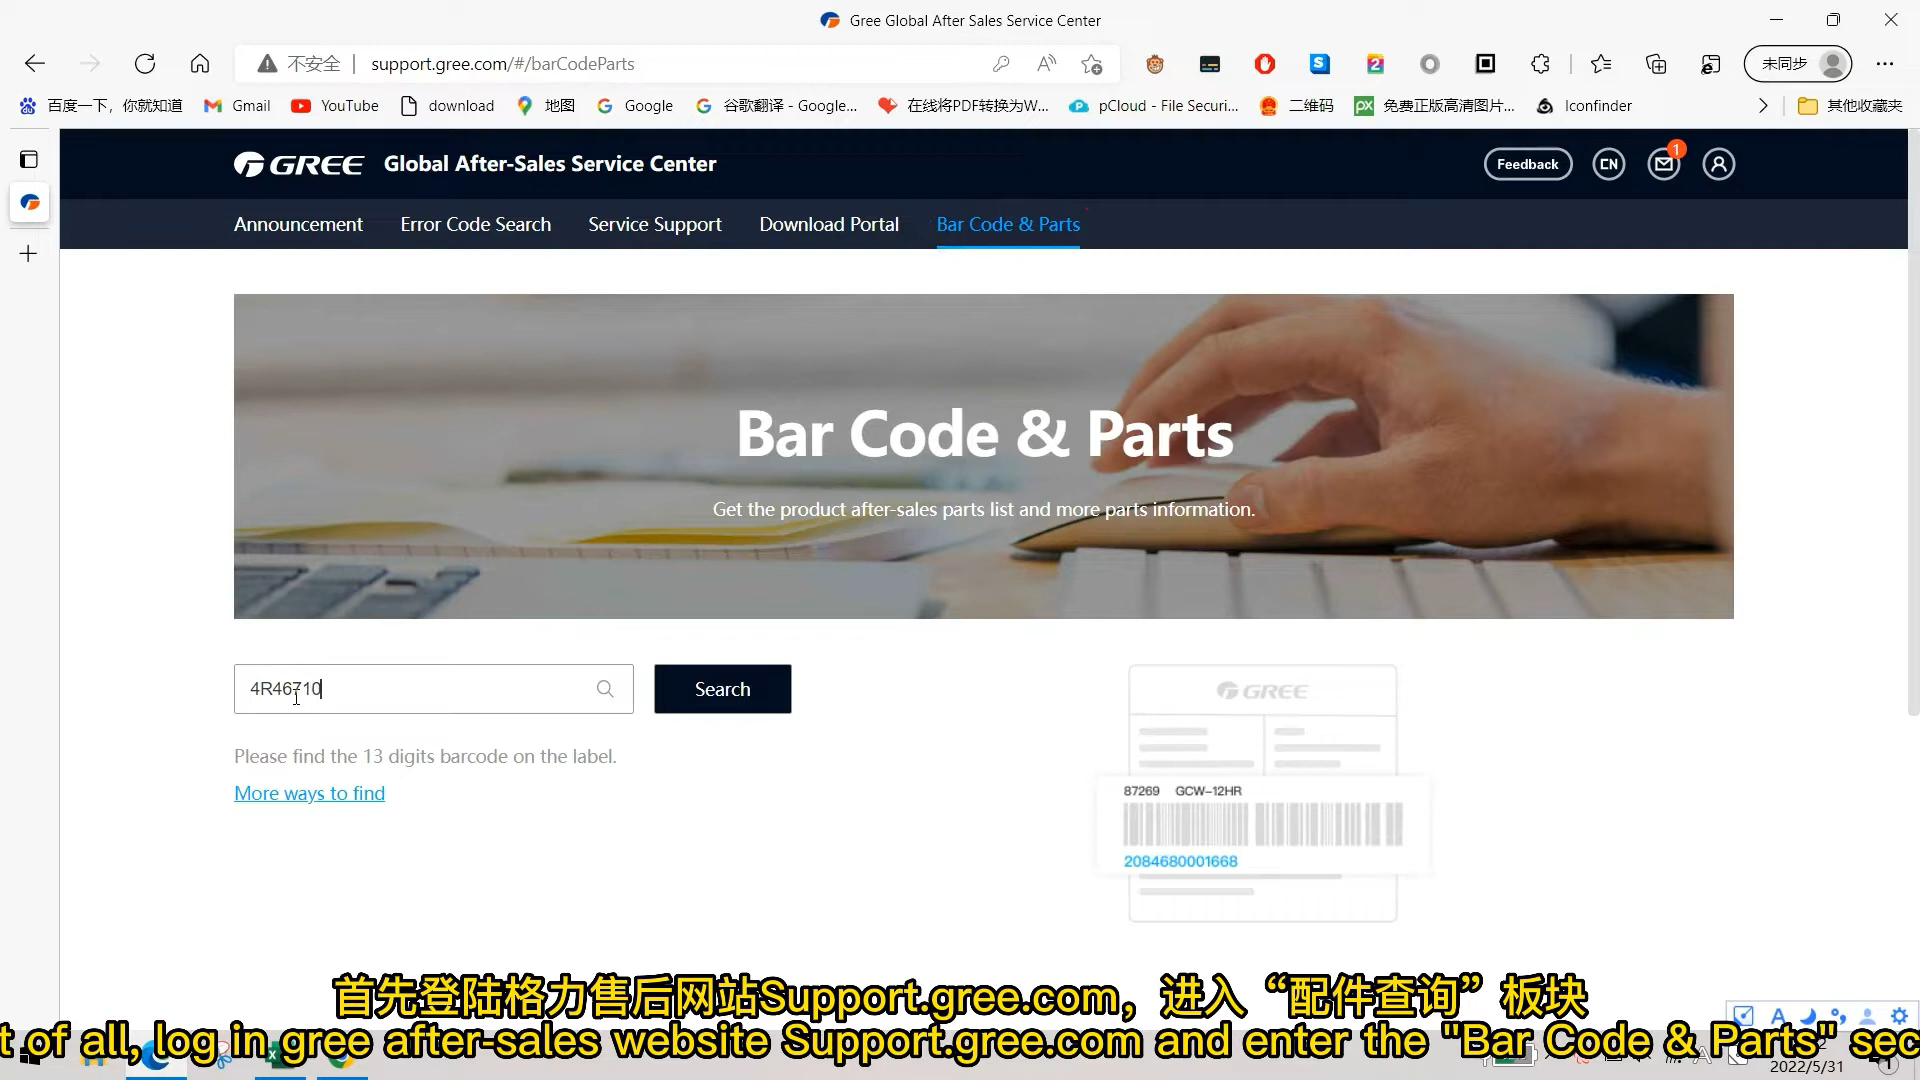 Gree Global After Sales Service Center
不安全 | support.gree.com/#/barCodeParts
未同步
百度一下，你就知道 Gmail YouTube download 地图 Google 谷歌翻译 - Google... 在线将PDF转换为W... pCloud - File Securi... 二维码 免费正版高清图片... Iconfinder 其他收藏夹
GREE Global After-Sales Service Center
Feedback CN 1
Announcement Error Code Search Service Support Download Portal Bar Code & Parts
Bar Code & Parts
Get the product after-sales parts list and more parts information.
4R46710
Search
Please find the 13 digits barcode on the label.
More ways to find
GREE
87269 GCW-12HR
2084680001668
首先登陆格力售后网站Support.gree.com，进入“配件查询”板块
t of all, log in gree after-sales website Support.gree.com and enter the "Bar Code & Parts" sec
2022/5/31